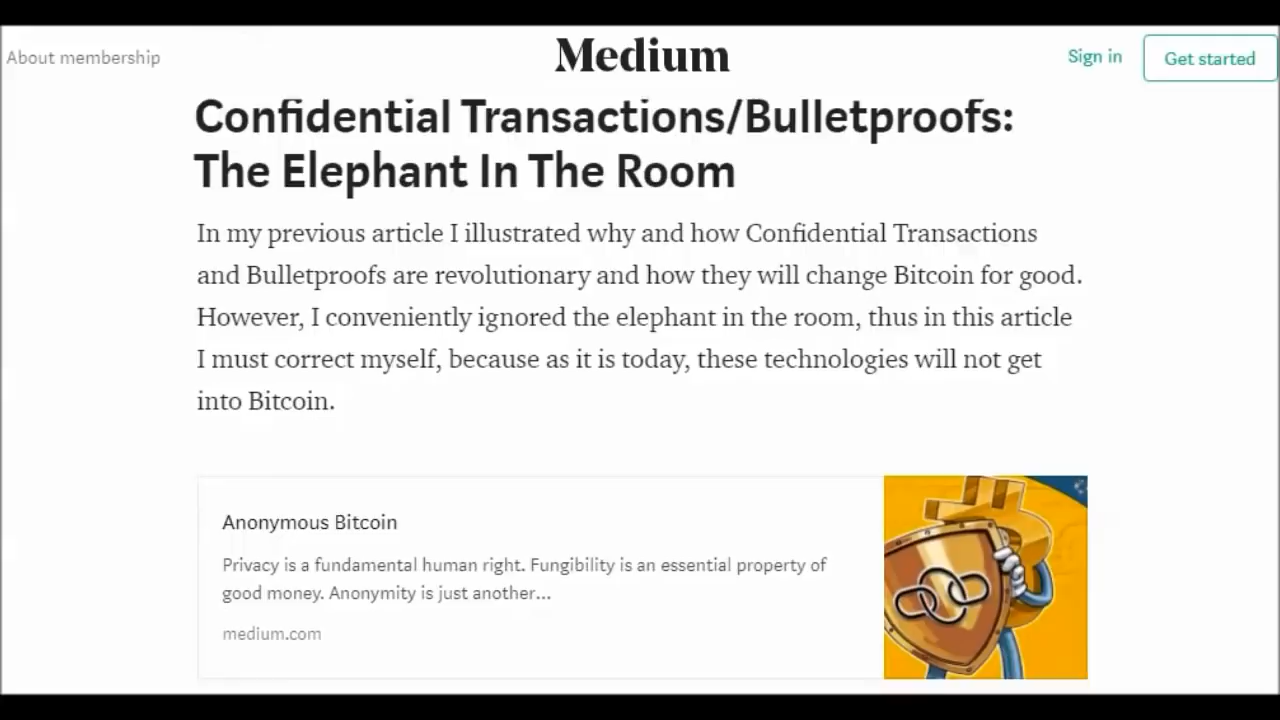 About membership
Medium
Sign in
Get started
Confidential Transactions/Bulletproofs:
The Elephant In The Room
In my previous article I illustrated why and how Confidential Transactions
and Bulletproofs are revolutionary and how they will change Bitcoin for good.
However, I conveniently ignored the elephant in the room, thus in this article
I must correct myself, because as it is today, these technologies will not get
into Bitcoin.
Anonymous Bitcoin
Privacy is a fundamental human right. Fungibility is an essential property of
good money. Anonymity is just another...
medium.com